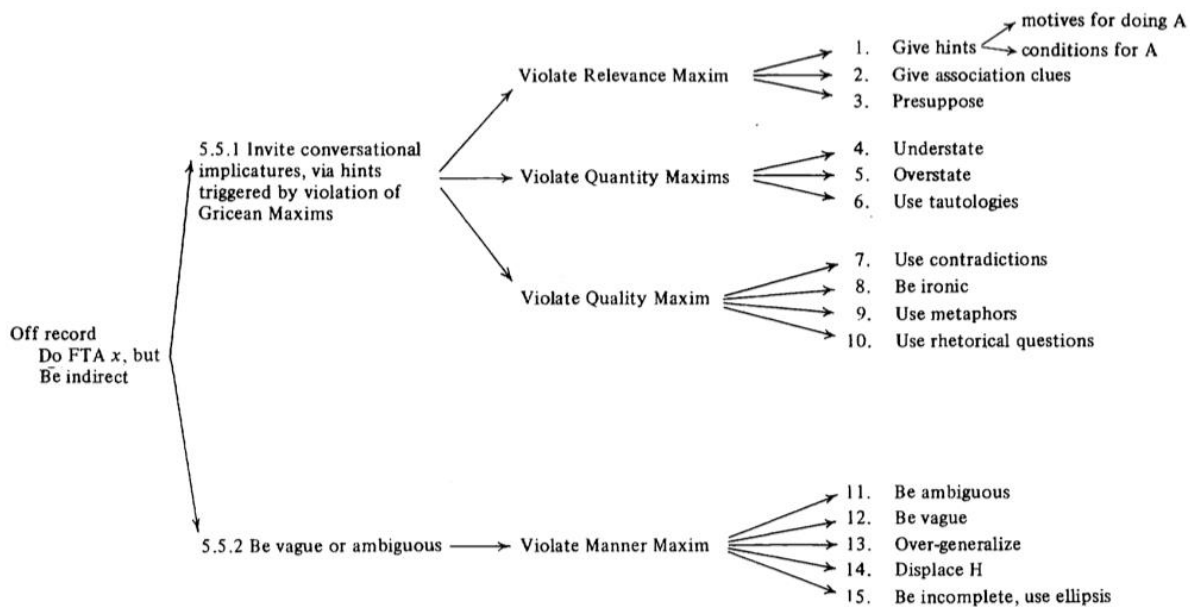 motives for doing A
1. Give hints
conditions for A
Violate Relevance Maxim
2. Give association clues
3. Presuppose
5.5.1 Invite conversational
implicatures, via hints
triggered by violation of
Gricean Maxims
4. Understate
Violate Quantity Maxims
5. Overstate
6. Use tautologies
7. Use contradictions
8. Be ironic
Violate Quality Maxim
9. Use metaphors
10. Use rhetorical questions
Off record
Do FTA x, but
Be indirect
11. Be ambiguous
12. Be vague
5.5.2 Be vague or ambiguous
Violate Manner Maxim
13. Over-generalize
14. Displace H
15. Be incomplete, use ellipsis